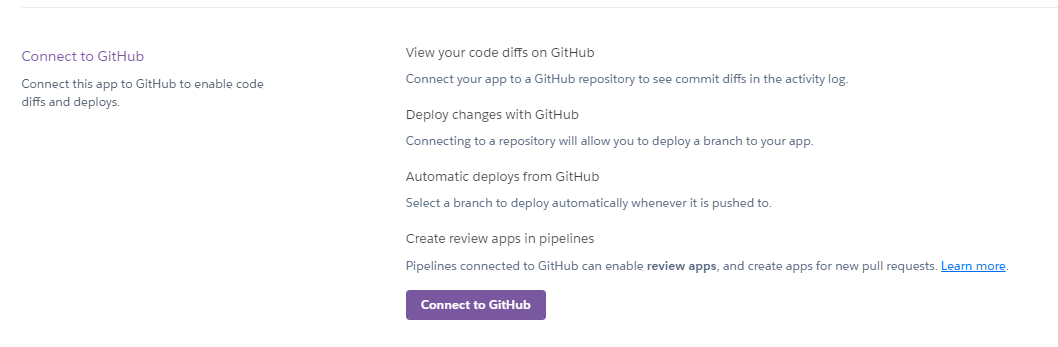 Connect to GitHub
Connect this app to GitHub to enable code
diffs and deploys.
View your code diffs on GitHub
Connect your app to a GitHub repository to see commit diffs in the activity log.
Deploy changes with GitHub
Connecting to a repository will allow you to deploy a branch to your app.
Automatic deploys from GitHub
Select a branch to deploy automatically whenever it is pushed to.
Create review apps in pipelines
Pipelines connected to GitHub can enable review apps, and create apps for new pull requests. Learn more.
Connect to GitHub